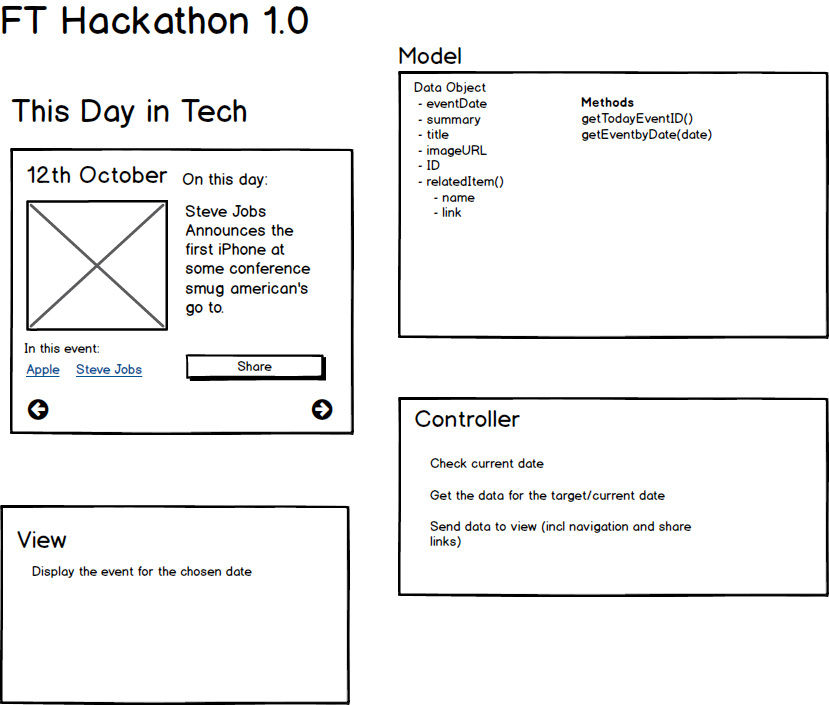 FT Hackathon 1.0
This Day in Tech
12th October
On this day:
Steve Jobs
Announces the
first iPhone at
some conference
smug american's
go to.
In this event:
Apple Steve Jobs
Share
View
Display the event for the chosen date
Model
Data Object
- eventDate
- summary
- title
- imageURL
- ID
- relatedItem()
- name
- link
Methods
getTodayEventID()
getEventbyDate(date)
Controller
Check current date
Get the data for the target/current date
Send data to view (incl navigation and share
links)